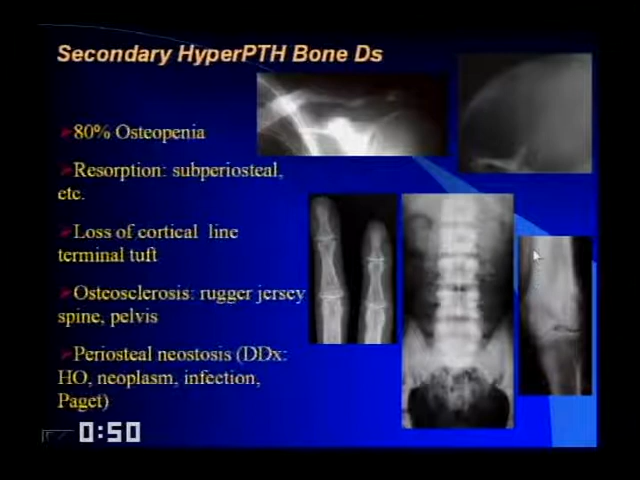 Secondary HyperPTH Bone Ds
80% Osteopenia
Resorption: subperiosteal,
etc.
Loss of cortical line
terminal tuft
Osteosclerosis: rugger jersey
spine, pelvis
Periosteal neostosis (DDx:
HO, neoplasm, infection,
Paget)
0:50